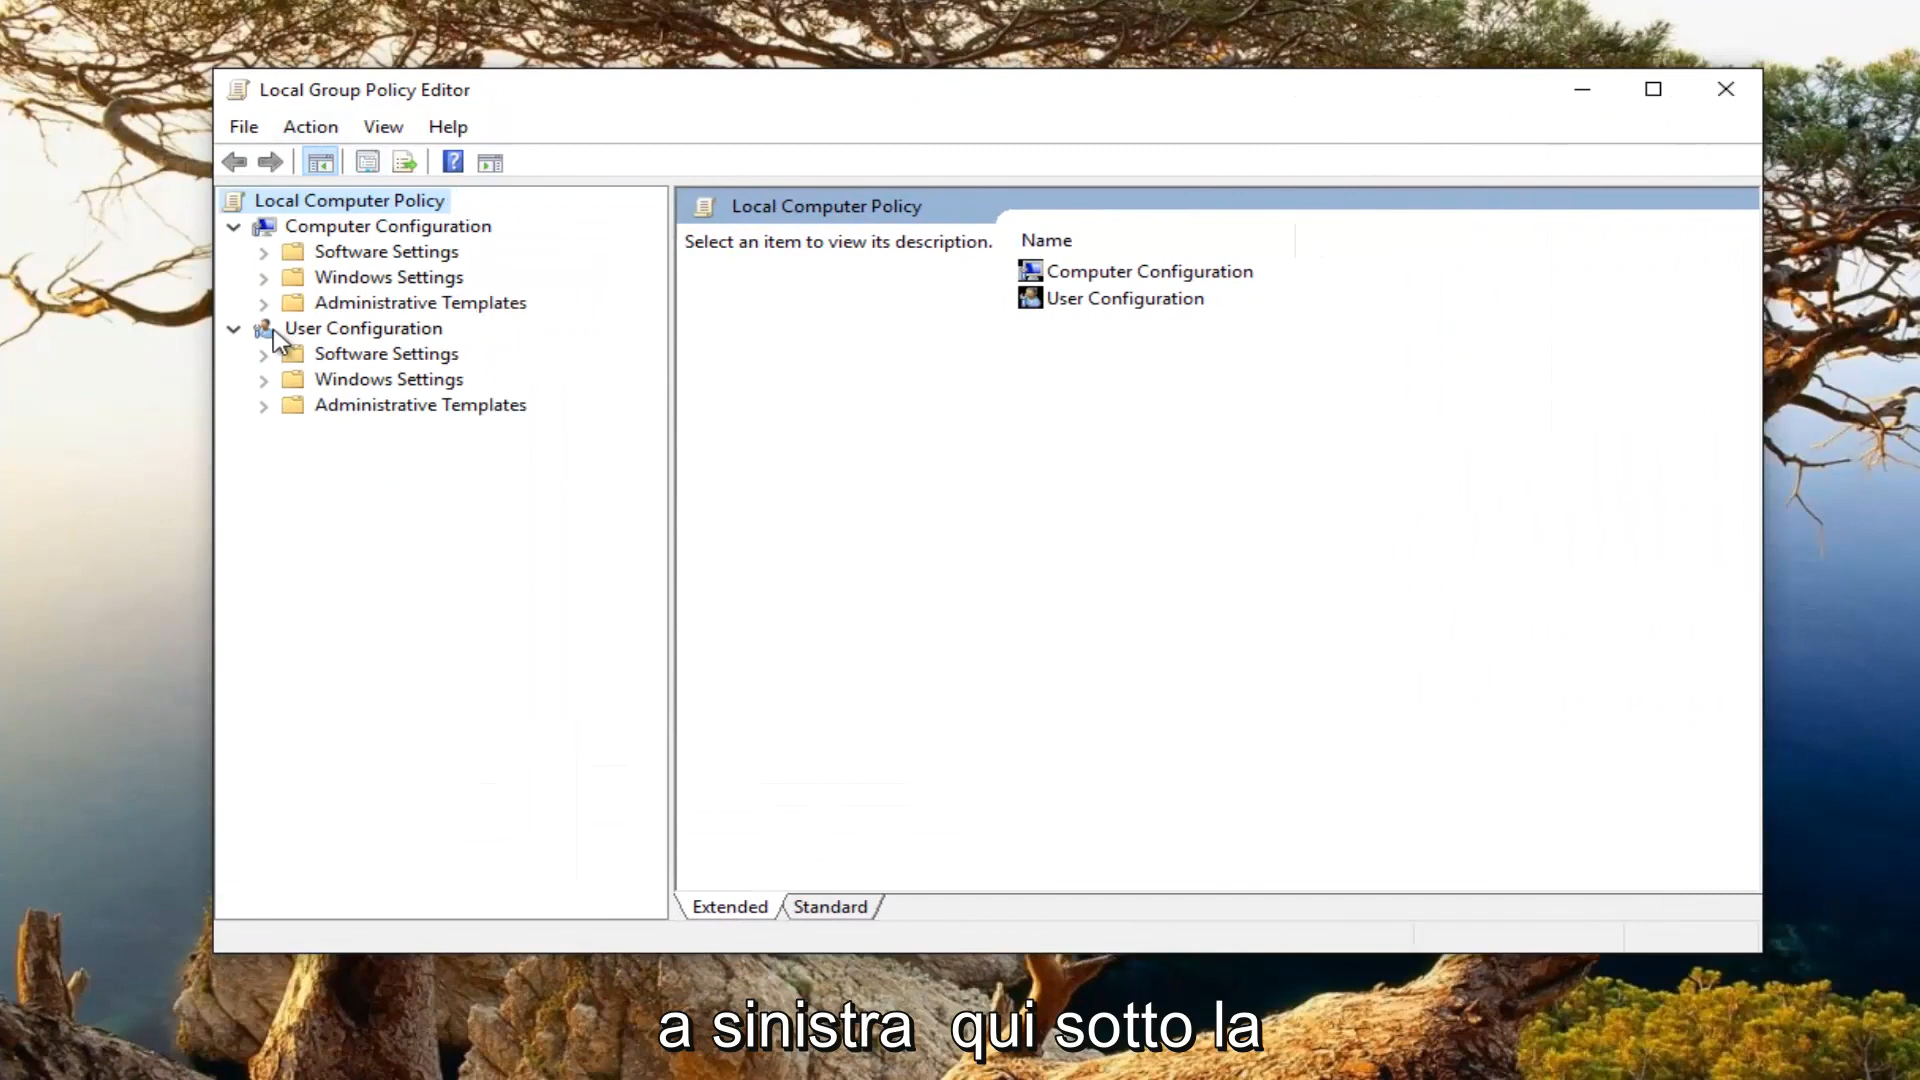 Local Group Policy Editor
File Action View Help
Local Computer Policy
Computer Configuration
Software Settings
Windows Settings
Administrative Templates
User Configuration
Software Settings
Windows Settings
Administrative Templates
Local Computer Policy
Select an item to view its description.
Name
Computer Configuration
User Configuration
Extended Standard
a sinistra qui sotto la